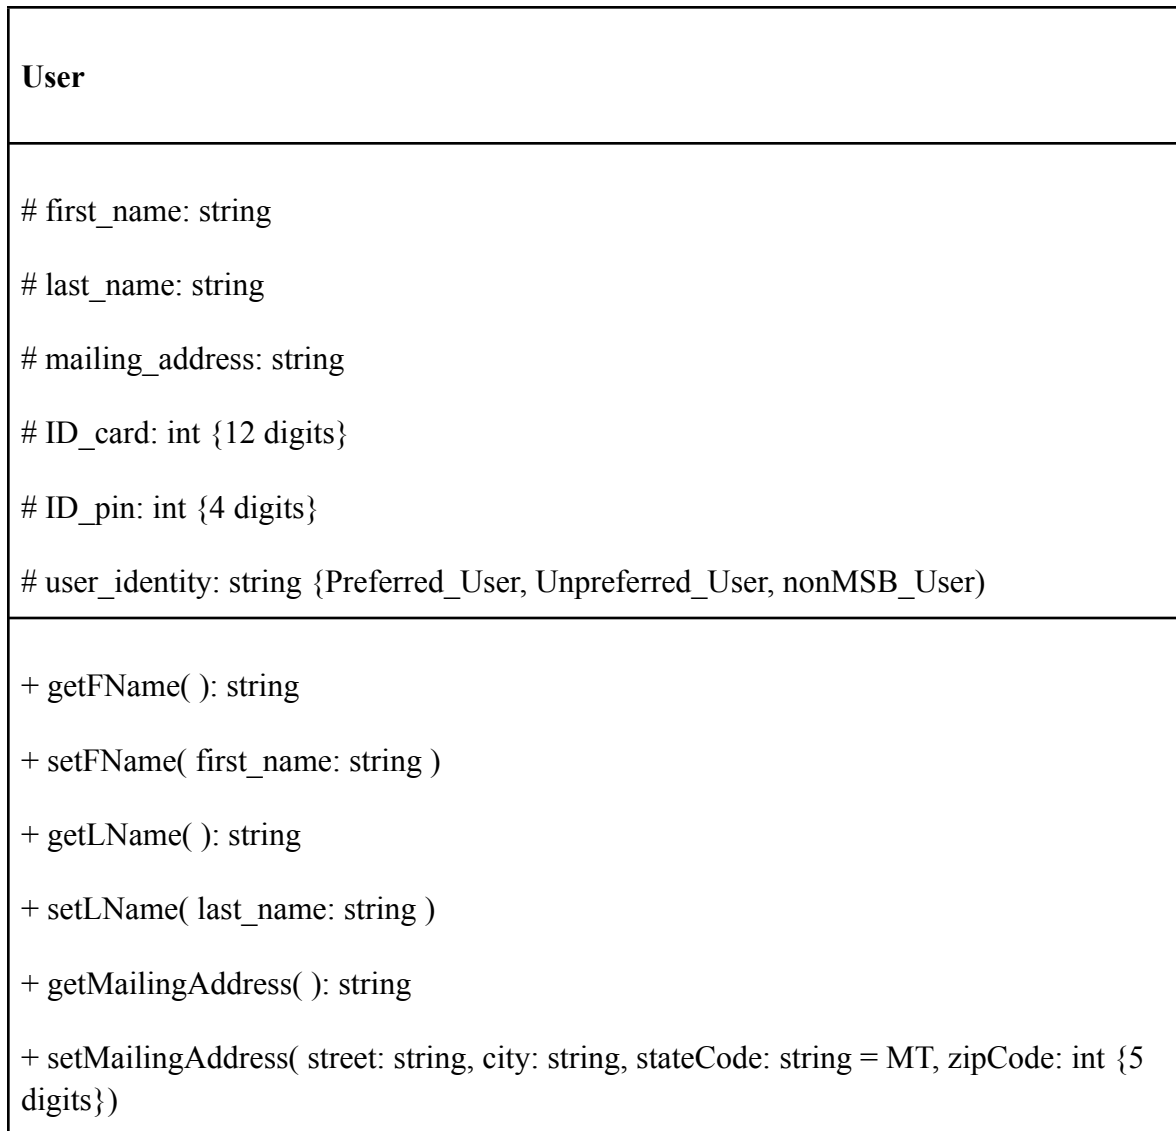 User
# first_name: string
# last_name: string
# mailing_address: string
# ID_card: int {12 digits}
# ID_pin: int {4 digits}
# user_identity: string {Preferred_User, Unpreferred_User, nonMSB_User)
+ getFName( ): string
+ setFName( first_name: string )
+ getLName( ): string
+ setLName( last_name: string )
+ getMailingAddress( ): string
+ setMailingAddress( street: string, city: string, stateCode: string = MT, zipCode: int {5
digits})